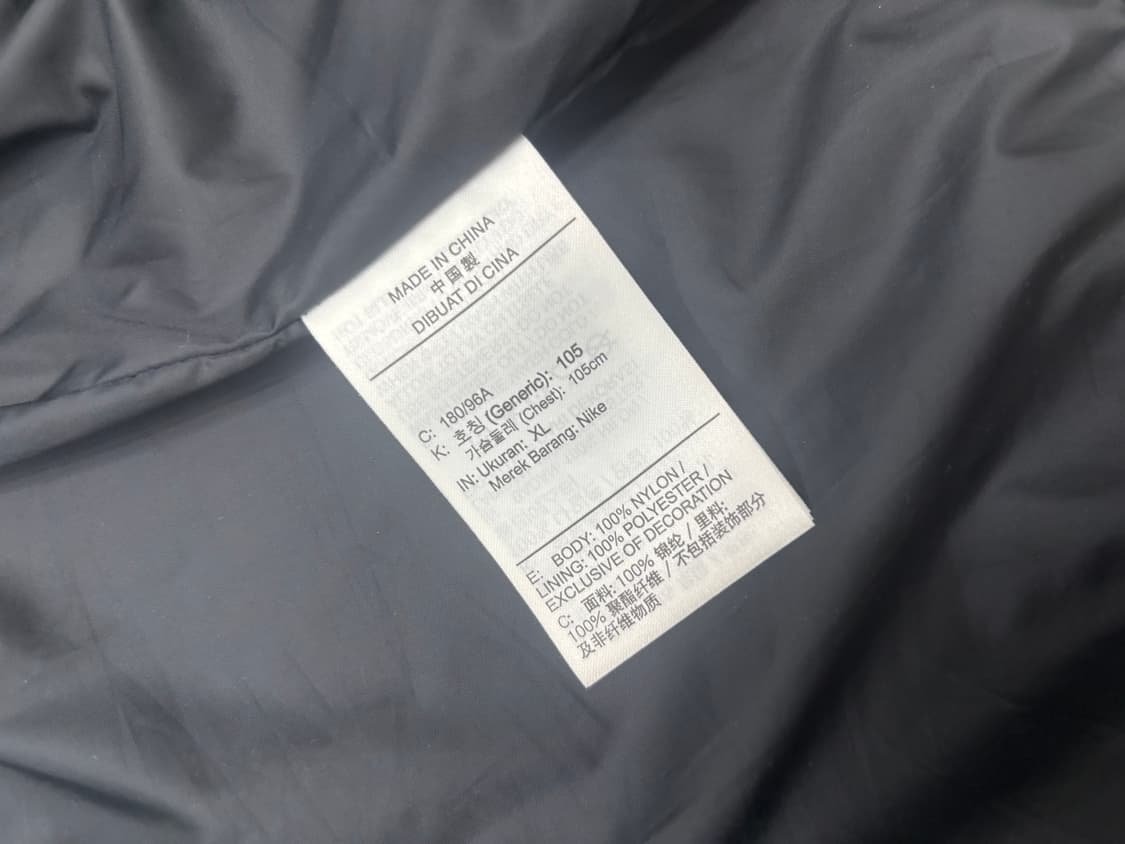 MADE IN CHINA
中国製
DIBUAT DI CINA
C: 180/96A
K: 호칭 (Generic): 105
가슴둘레 (Chest): 105cm
IN: Ukuran: XL
Merek Barang: Nike
E: BODY: 100% NYLON /
LINING: 100% POLYESTER /
EXCLUSIVE OF DECORATION
C: 面料: 100% 锦纶 / 里料:
100% 聚酯纤维 / 不包括装饰部分
及非纤维物质